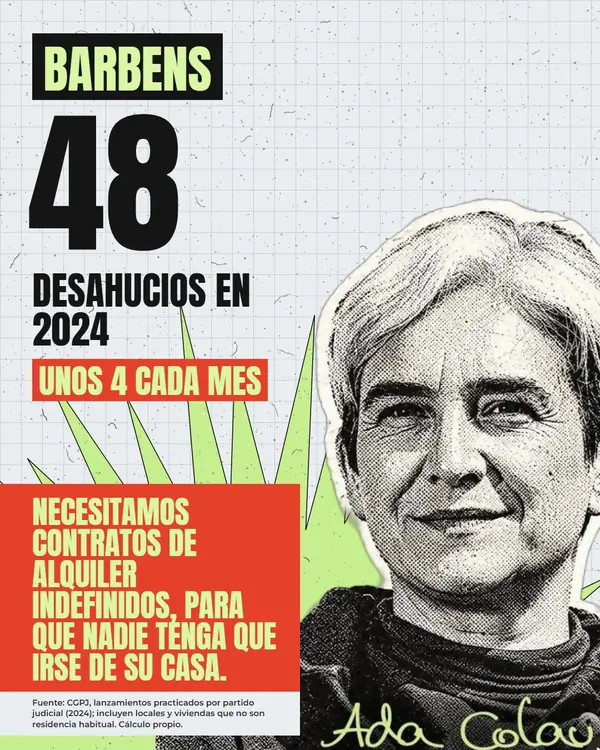 BARBENS
48
DESAHUCIOS EN
2024
UNOS 4 CADA MES
NECESITAMOS
CONTRATOS DE
ALQUILER
INDEFINIDOS, PARA
QUE NADIE TENGA QUE
IRSE DE SU CASA.
Fuente: CGPJ, lanzamientos practicados por partido
judicial (2024); incluyen locales y viviendas que no son
residencia habitual. Cálculo propio.
Ada Colau